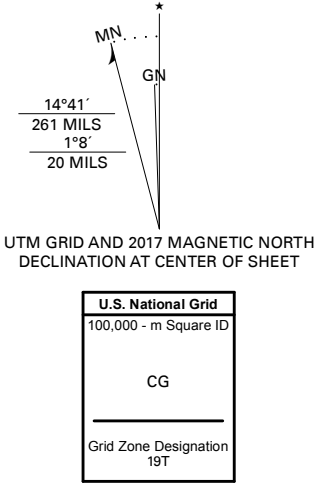 ★
MN
GN
14°41´
261 MILS
1°8´
20 MILS
UTM GRID AND 2017 MAGNETIC NORTH
DECLINATION AT CENTER OF SHEET
U.S. National Grid
100,000 - m Square ID
CG
Grid Zone Designation
19T